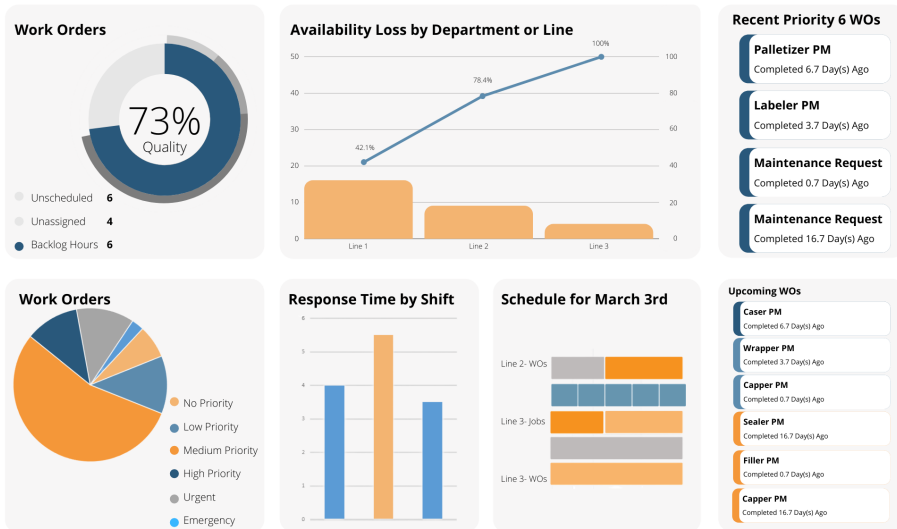 Work Orders
73%
Quality
Unscheduled 6
Unassigned 4
Backlog Hours 6
Availability Loss by Department or Line
50
40
30
20
10
0
100
80
60
40
20
0
42.1%
78.4%
100%
Line 1
Line 2
Line 3
Recent Priority 6 WOs
Palletizer PM
Completed 6.7 Day(s) Ago
Labeler PM
Completed 3.7 Day(s) Ago
Maintenance Request
Completed 0.7 Day(s) Ago
Maintenance Request
Completed 16.7 Day(s) Ago
Work Orders
No Priority
Low Priority
Medium Priority
High Priority
Urgent
Emergency
Response Time by Shift
6
5
4
3
2
1
0
Schedule for March 3rd
Line 2- WOs
Line 3- Jobs
Line 3- WOs
Upcoming WOs
Caser PM
Completed 6.7 Day(s) Ago
Wrapper PM
Completed 3.7 Day(s) Ago
Capper PM
Completed 0.7 Day(s) Ago
Sealer PM
Completed 16.7 Day(s) Ago
Filler PM
Completed 0.7 Day(s) Ago
Capper PM
Completed 16.7 Day(s) Ago